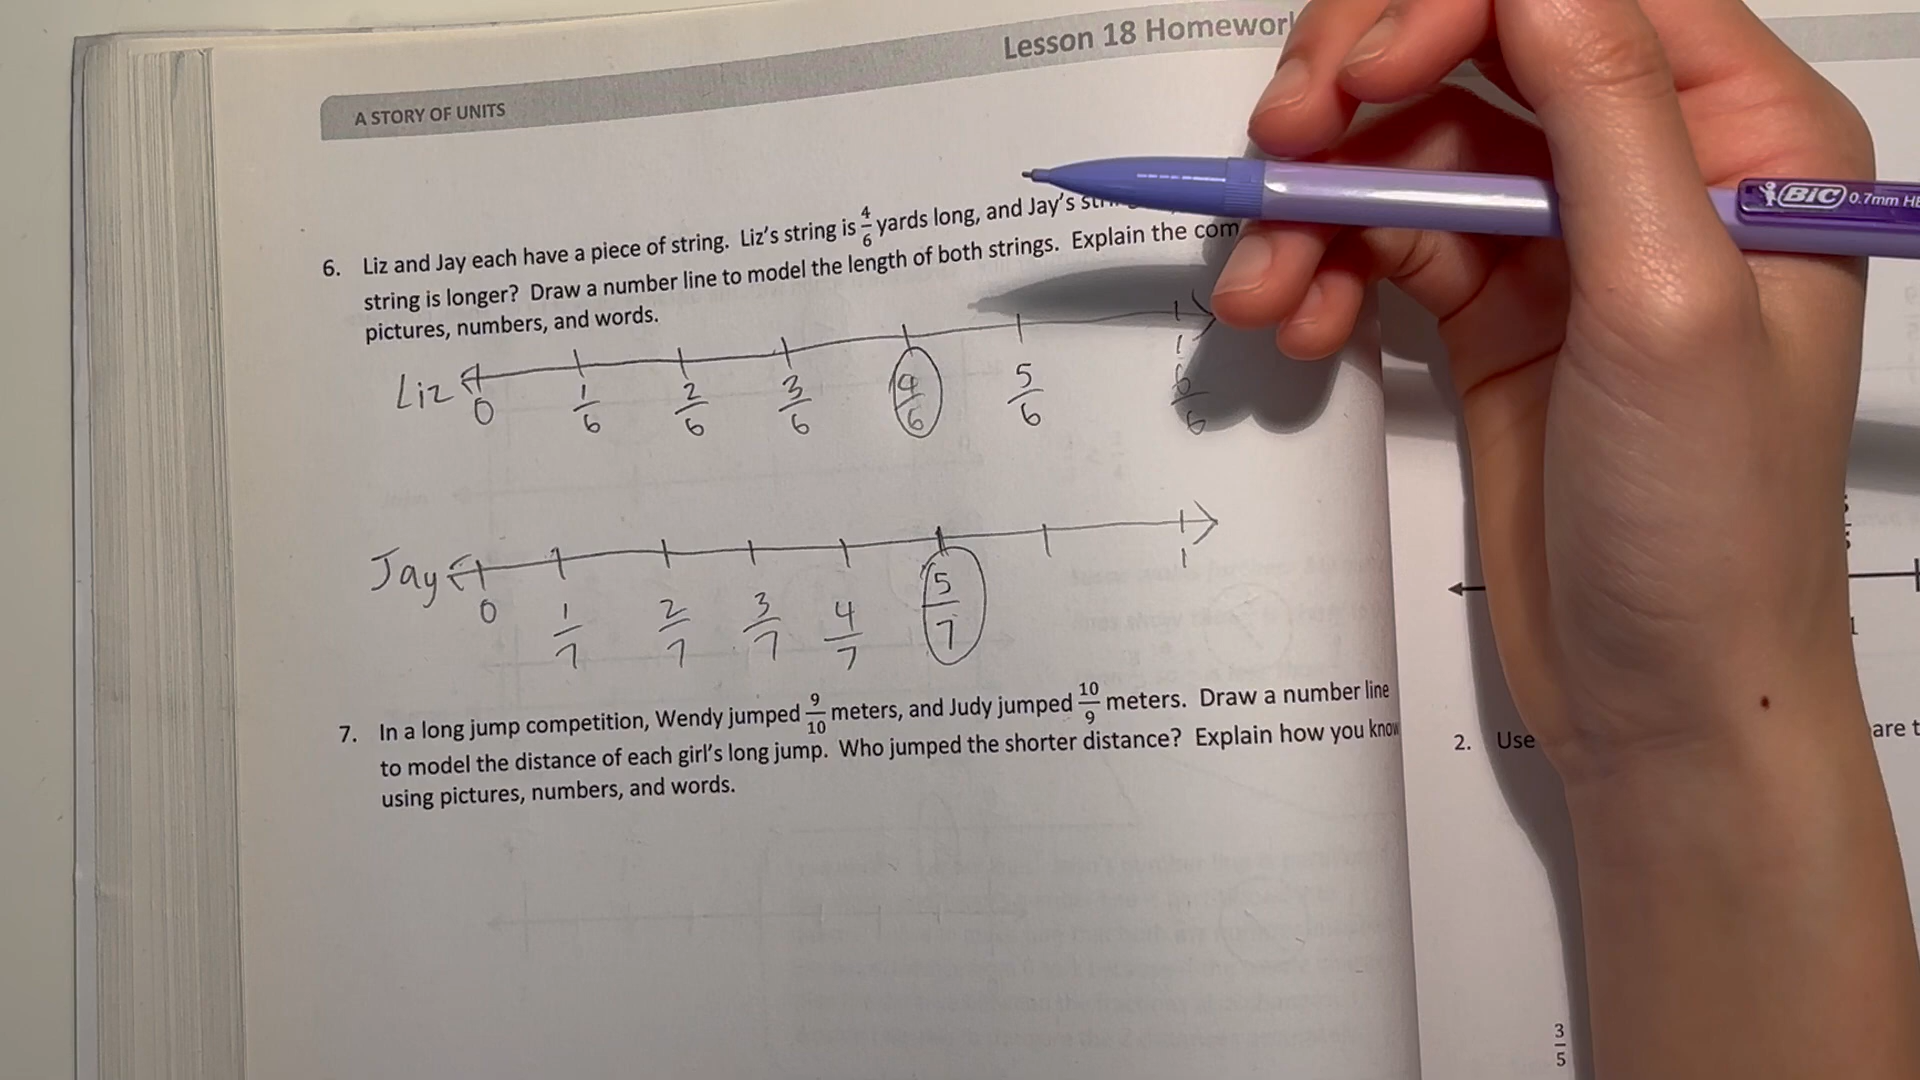 Lesson 18 Homewor
A STORY OF UNITS
6. Liz and Jay each have a piece of string. Liz's string is 4/6 yards long, and Jay's
string is longer? Draw a number line to model the length of both strings. Explain the com
pictures, numbers, and words.
Liz 0 1/6 2/6 3/6 4/6 5/6 1 6/6
Jay 0 1/7 2/7 3/7 4/7 5/7 1
7. In a long jump competition, Wendy jumped 9/10 meters, and Judy jumped 10/9 meters. Draw a number line
to model the distance of each girl's long jump. Who jumped the shorter distance? Explain how you know
using pictures, numbers, and words.
BIC 0.7mm HB
1
2. Use are t
3/5